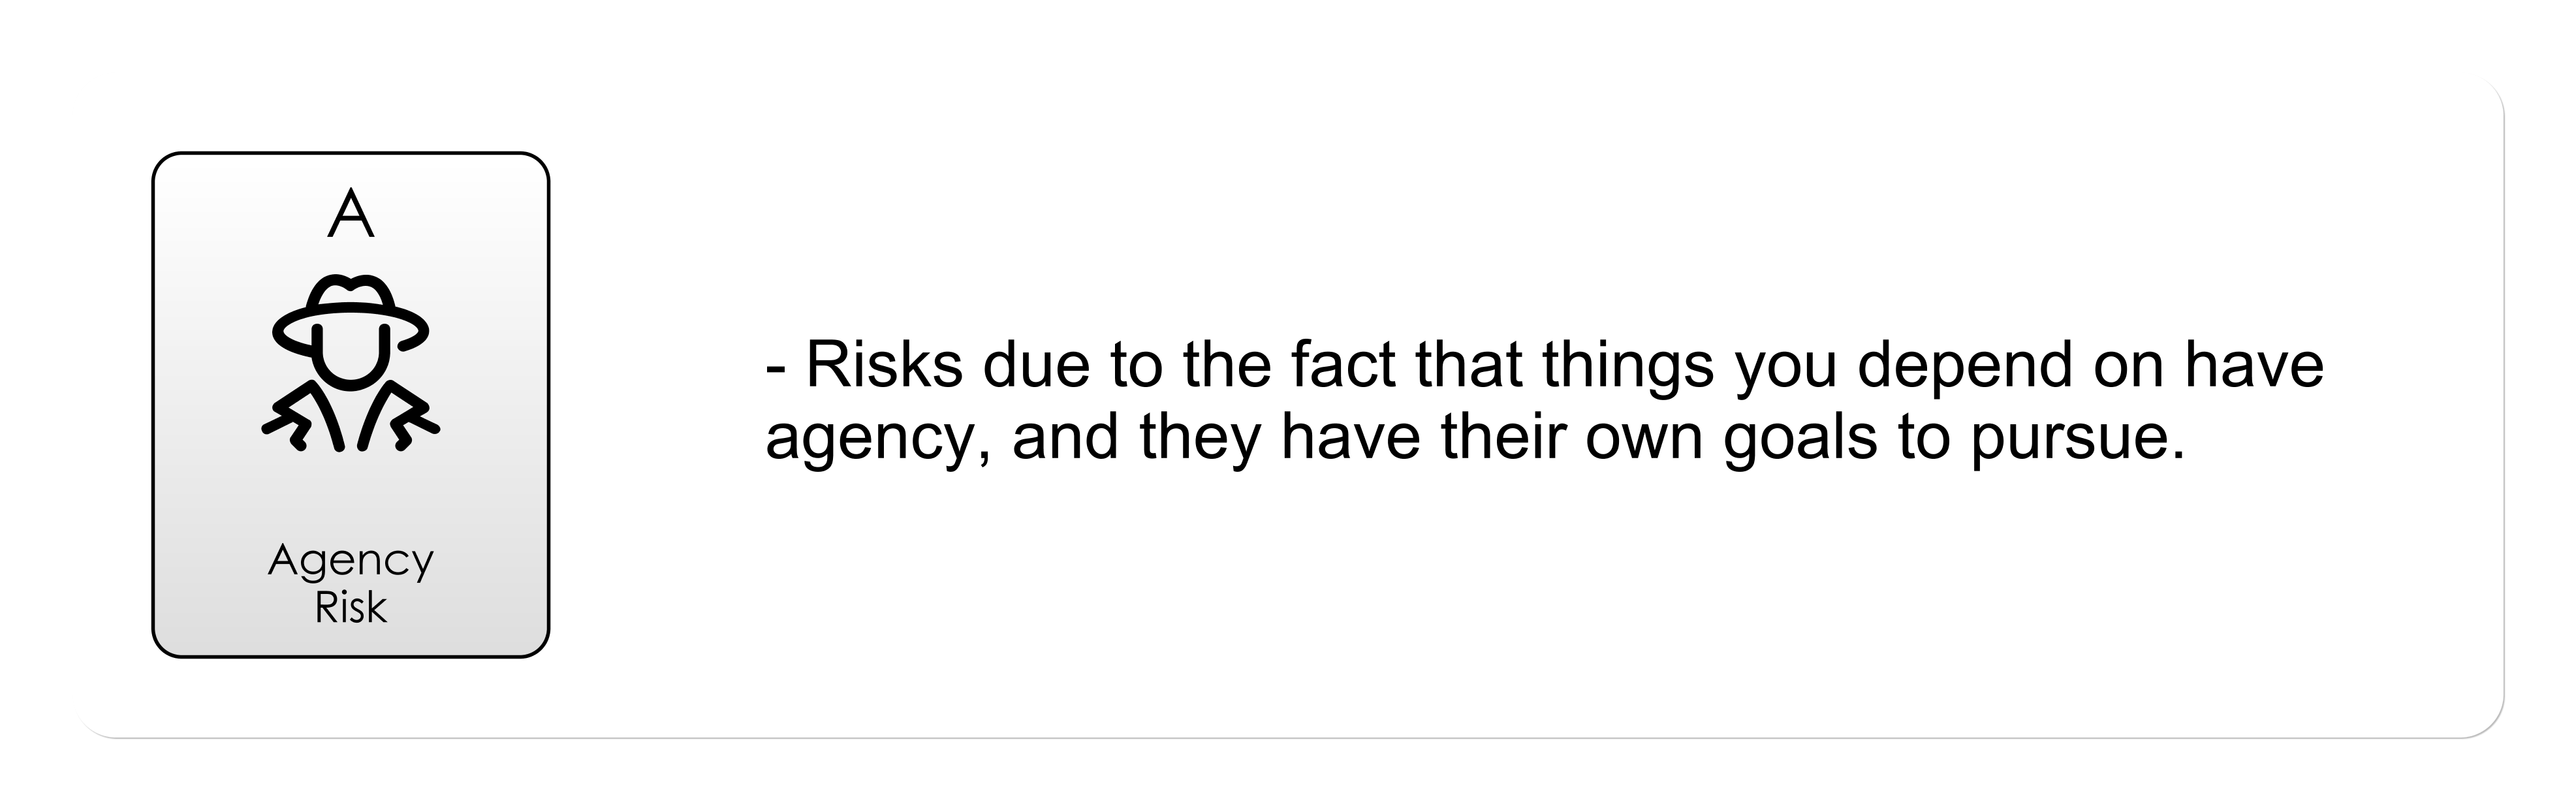 A
Agency
Risk
- Risks due to the fact that things you depend on have
agency, and they have their own goals to pursue.